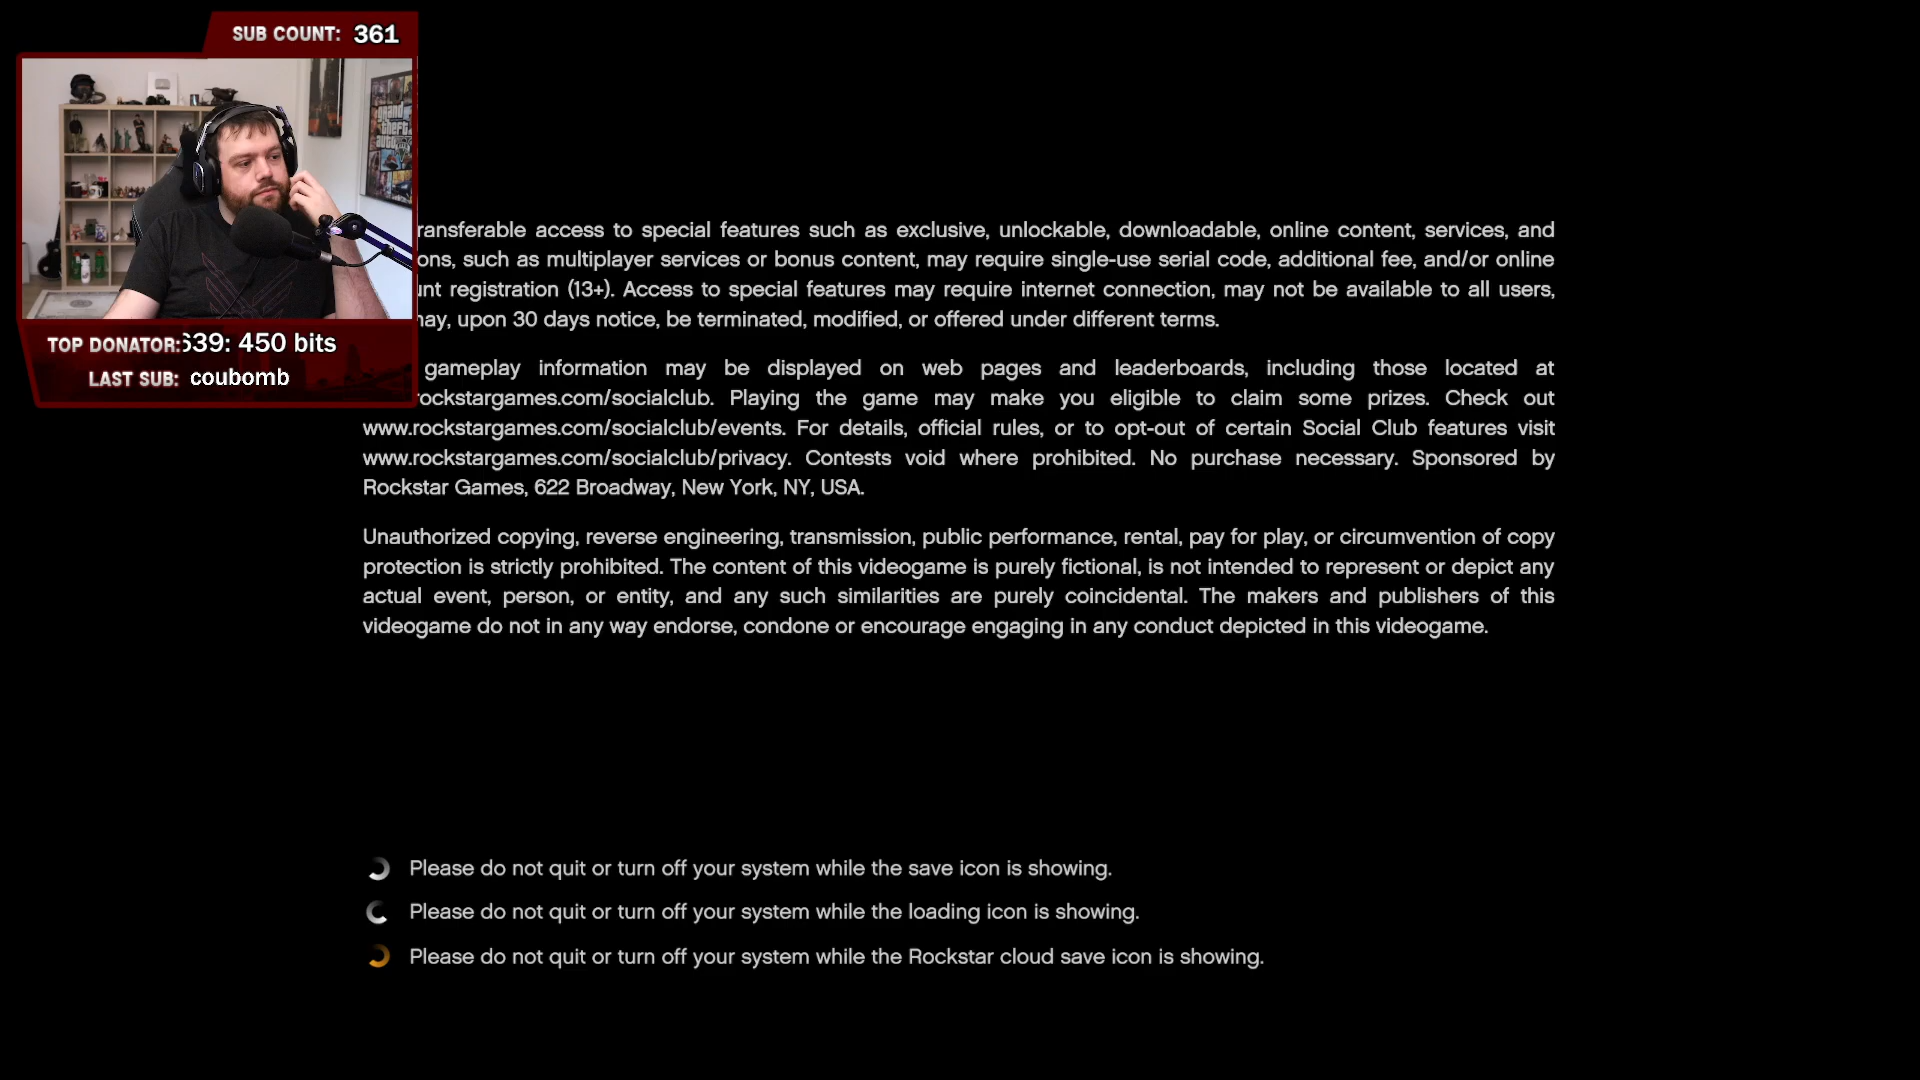 SUB COUNT: 361
grand
theft
auto
ransferable access to special features such as exclusive, unlockable, downloadable, online content, services, and
ons, such as multiplayer services or bonus content, may require single-use serial code, additional fee, and/or online
unt registration (13+). Access to special features may require internet connection, may not be available to all users,
may, upon 30 days notice, be terminated, modified, or offered under different terms.
TOP DONATOR: 639: 450 bits
LAST SUB: coubomb
gameplay information may be displayed on web pages and leaderboards, including those located at
rockstargames.com/socialclub. Playing the game may make you eligible to claim some prizes. Check out
www.rockstargames.com/socialclub/events. For details, official rules, or to opt-out of certain Social Club features visit
www.rockstargames.com/socialclub/privacy. Contests void where prohibited. No purchase necessary. Sponsored by
Rockstar Games, 622 Broadway, New York, NY, USA.
Unauthorized copying, reverse engineering, transmission, public performance, rental, pay for play, or circumvention of copy
protection is strictly prohibited. The content of this videogame is purely fictional, is not intended to represent or depict any
actual event, person, or entity, and any such similarities are purely coincidental. The makers and publishers of this
videogame do not in any way endorse, condone or encourage engaging in any conduct depicted in this videogame.
Please do not quit or turn off your system while the save icon is showing.
Please do not quit or turn off your system while the loading icon is showing.
Please do not quit or turn off your system while the Rockstar cloud save icon is showing.